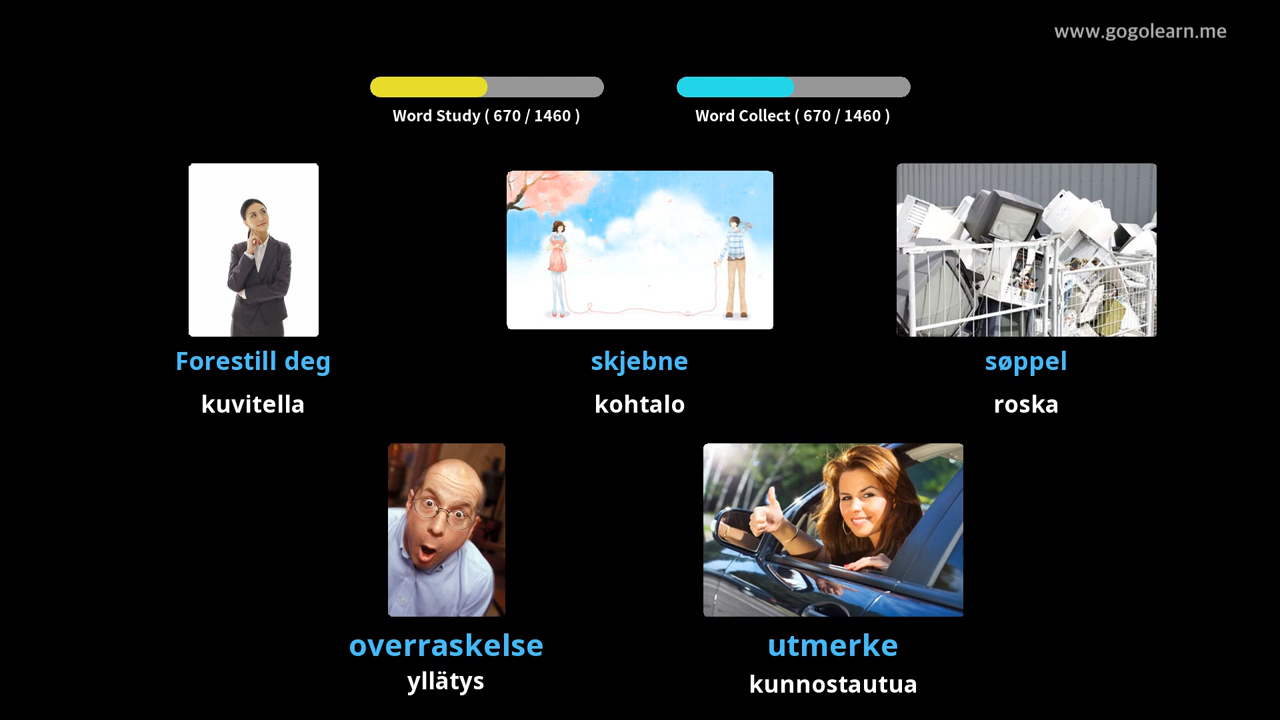 www.gogolearn.me
Word Study ( 670 / 1460 )
Word Collect ( 670 / 1460 )
Forestill deg
kuvitella
skjebne
kohtalo
søppel
roska
overraskelse
yllätys
utmerke
kunnostautua